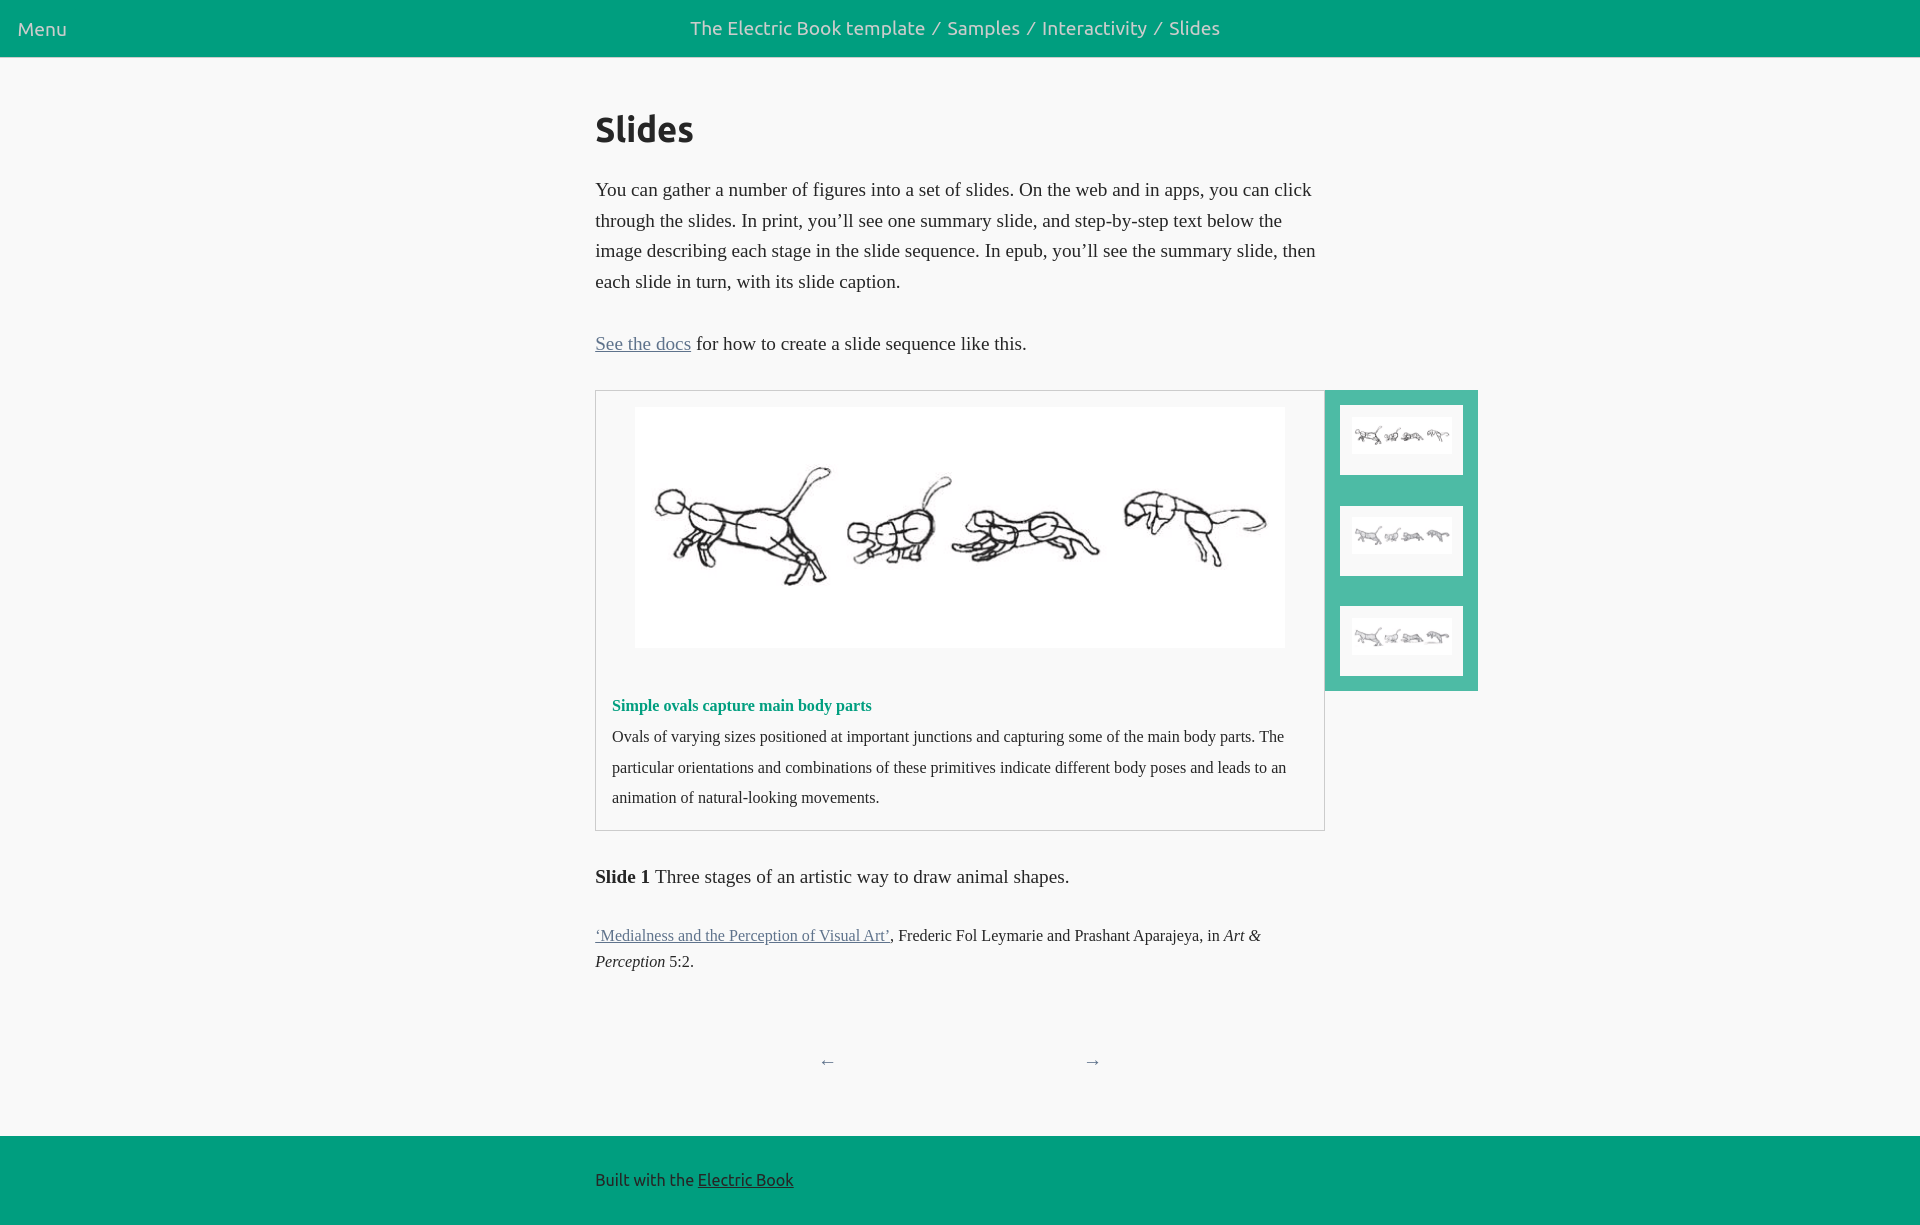 Menu
The Electric Book template / Samples / Interactivity / Slides
Slides
You can gather a number of figures into a set of slides. On the web and in apps, you can click
through the slides. In print, you’ll see one summary slide, and step-by-step text below the
image describing each stage in the slide sequence. In epub, you’ll see the summary slide, then
each slide in turn, with its slide caption.
See the docs for how to create a slide sequence like this.
Simple ovals capture main body parts
Ovals of varying sizes positioned at important junctions and capturing some of the main body parts. The
particular orientations and combinations of these primitives indicate different body poses and leads to an
animation of natural-looking movements.
Slide 1 Three stages of an artistic way to draw animal shapes.
‘Medialness and the Perception of Visual Art’, Frederic Fol Leymarie and Prashant Aparajeya, in Art &
Perception 5:2.
← →
Built with the Electric Book